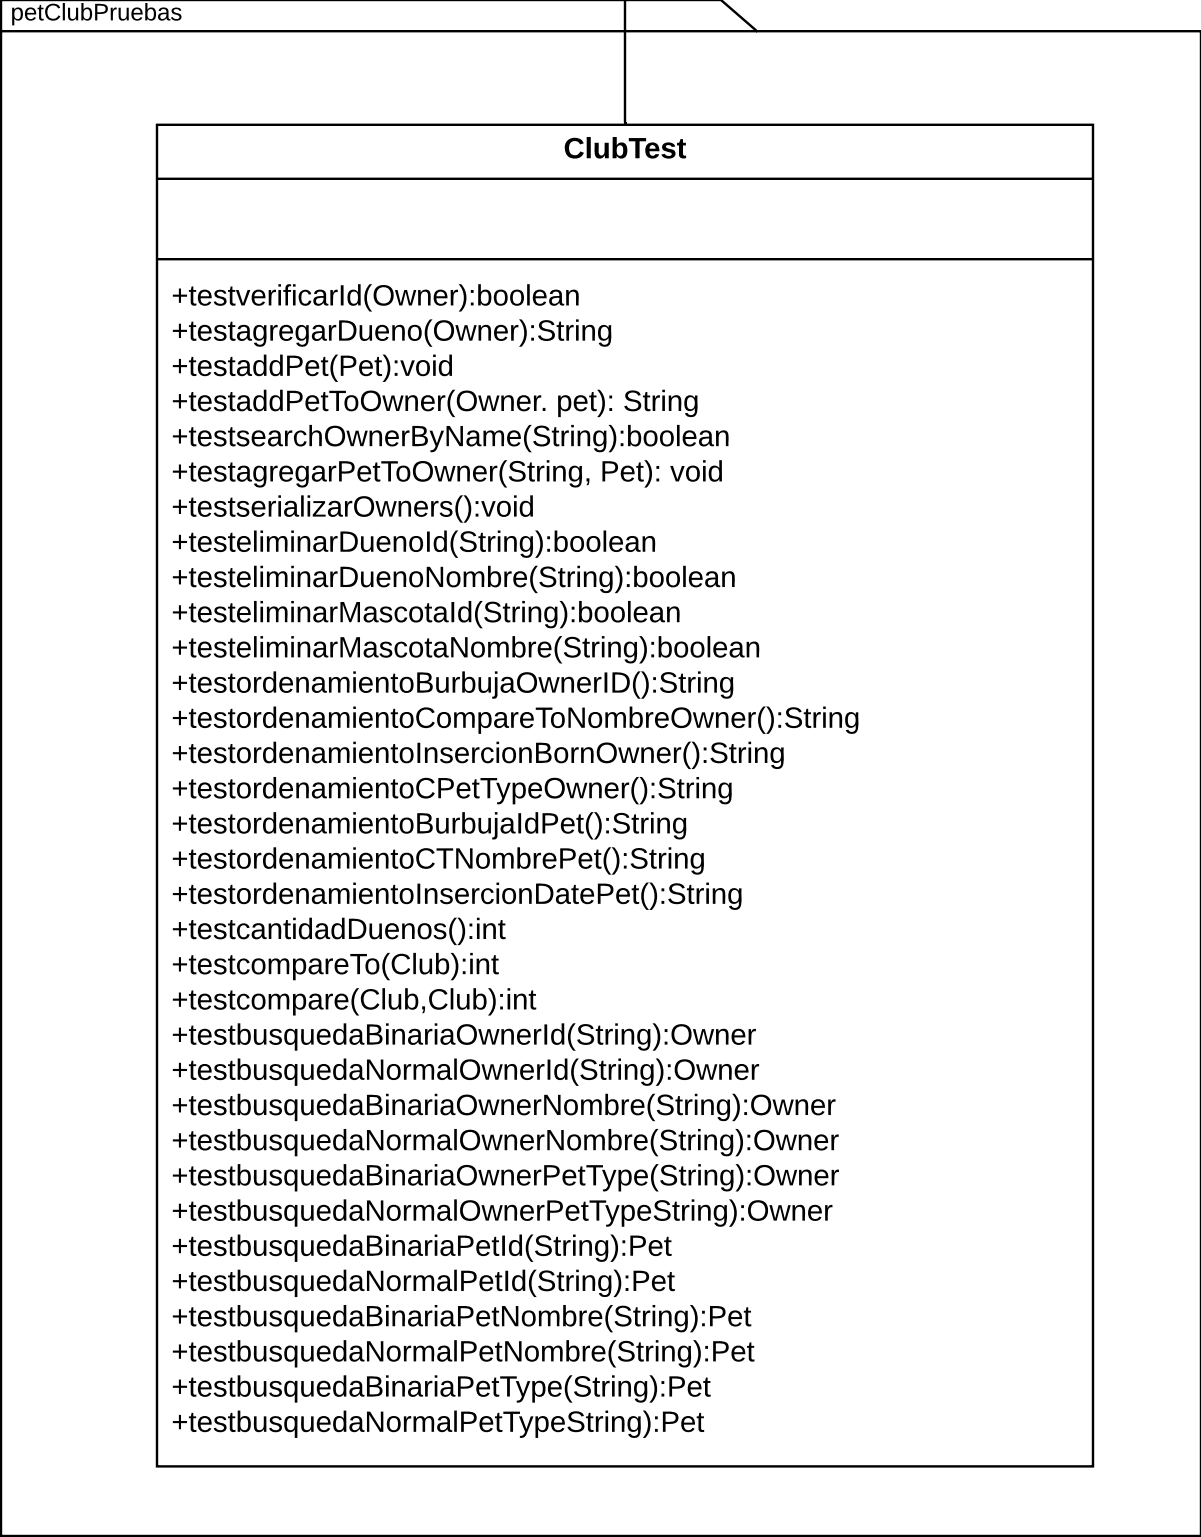 petClubPruebas
ClubTest
+testverificarId(Owner):boolean
+testagregarDueno(Owner):String
+testaddPet(Pet):void
+testaddPetToOwner(Owner. pet): String
+testsearchOwnerByName(String):boolean
+testagregarPetToOwner(String, Pet): void
+testserializarOwners():void
+testeliminarDuenoId(String):boolean
+testeliminarDuenoNombre(String):boolean
+testeliminarMascotaId(String):boolean
+testeliminarMascotaNombre(String):boolean
+testordenamientoBurbujaOwnerID():String
+testordenamientoCompareToNombreOwner():String
+testordenamientoInsercionBornOwner():String
+testordenamientoCPetTypeOwner():String
+testordenamientoBurbujaIdPet():String
+testordenamientoCTNombrePet():String
+testordenamientoInsercionDatePet():String
+testcantidadDuenos():int
+testcompareTo(Club):int
+testcompare(Club,Club):int
+testbusquedaBinariaOwnerId(String):Owner
+testbusquedaNormalOwnerId(String):Owner
+testbusquedaBinariaOwnerNombre(String):Owner
+testbusquedaNormalOwnerNombre(String):Owner
+testbusquedaBinariaOwnerPetType(String):Owner
+testbusquedaNormalOwnerPetTypeString):Owner
+testbusquedaBinariaPetId(String):Pet
+testbusquedaNormalPetId(String):Pet
+testbusquedaBinariaPetNombre(String):Pet
+testbusquedaNormalPetNombre(String):Pet
+testbusquedaBinariaPetType(String):Pet
+testbusquedaNormalPetTypeString):Pet